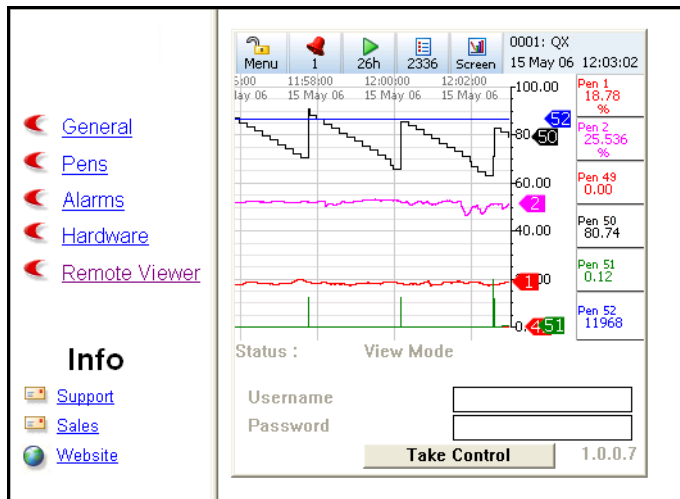 General
Pens
Alarms
Hardware
Remote Viewer
Info
Support
Sales
Website
Menu 1 26h 2336 Screen
0001: QX
15 May 06 12:03:02
11:58:00 12:00:00 12:02:00
15 May 06 15 May 06 15 May 06
100.00
80
60.00
40.00
52
50
2
1
51
Pen 1
18.78
%
Pen 2
25.536
%
Pen 49
0.00
Pen 50
80.74
Pen 51
0.12
Pen 52
11968
Status : View Mode
Username
Password
Take Control 1.0.0.7